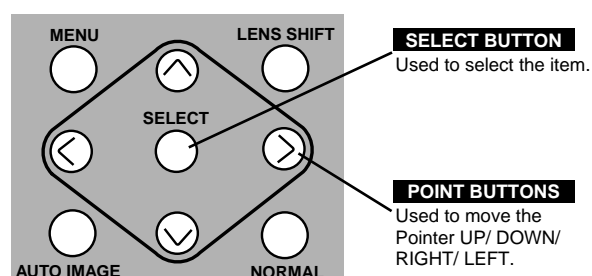 MENU
LENS SHIFT
SELECT
AUTO IMAGE
NORMAL
SELECT BUTTON
Used to select the item.
POINT BUTTONS
Used to move the
Pointer UP/ DOWN/
RIGHT/ LEFT.